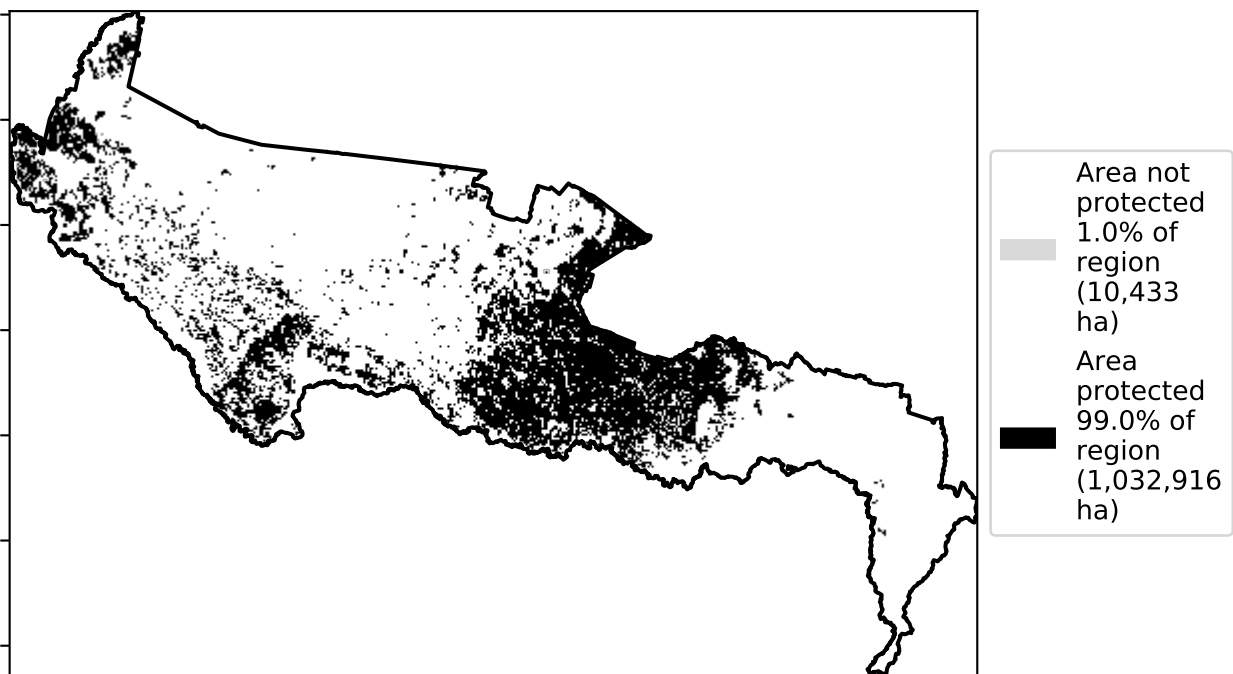 Area not
protected
1.0% of
region
(10,433
ha)
Area
protected
99.0% of
region
(1,032,916
ha)